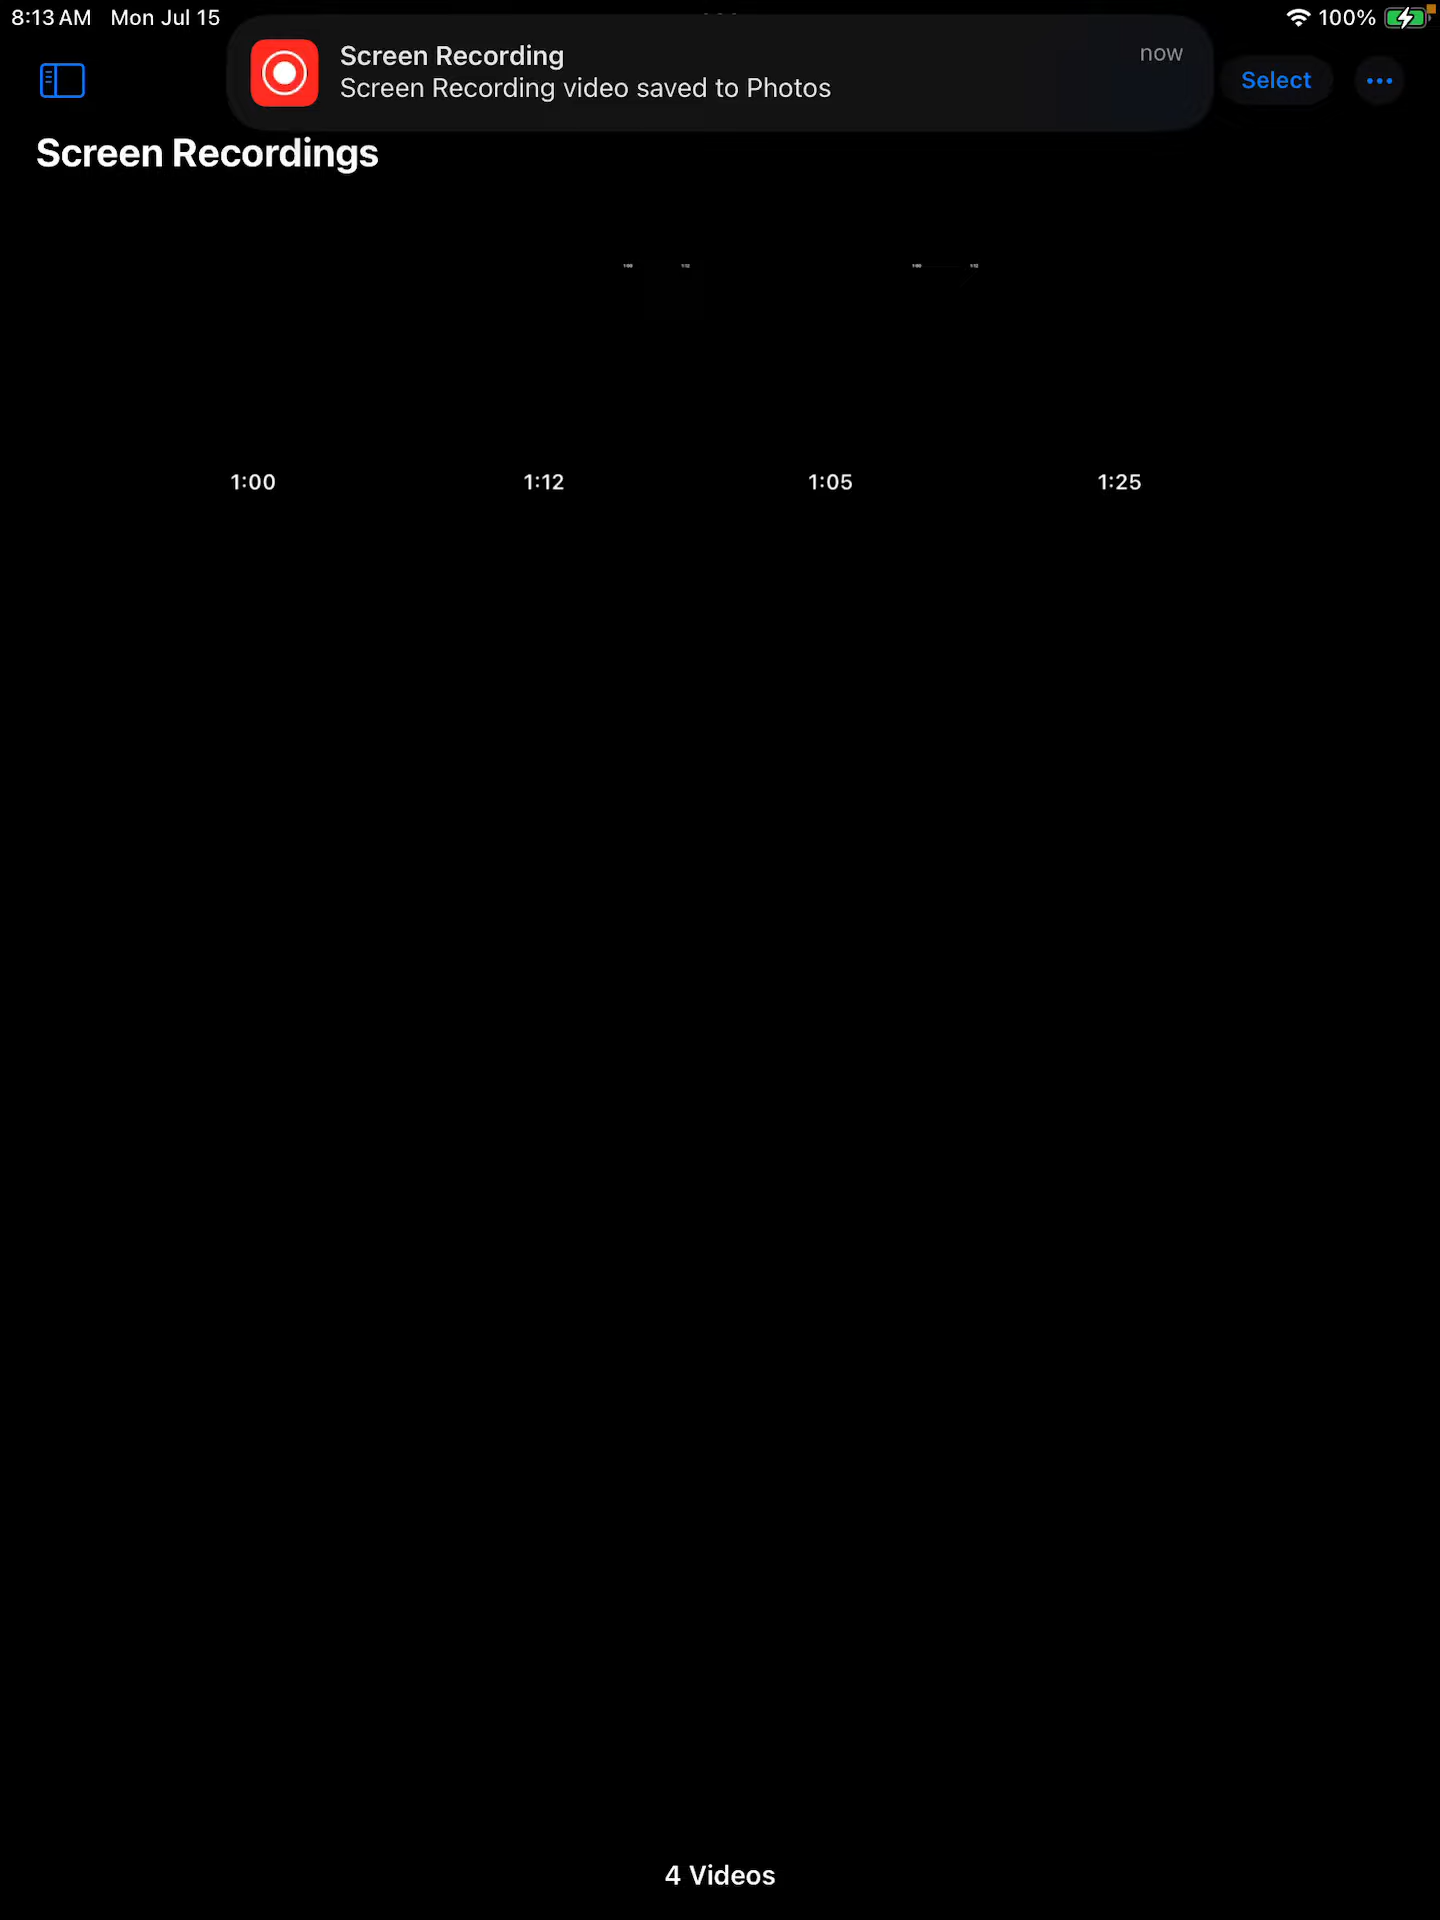 8:13 AM Mon Jul 15
100%
Screen Recording
now
Screen Recording video saved to Photos
Select
Screen Recordings
1:00
1:12
1:05
1:25
4 Videos